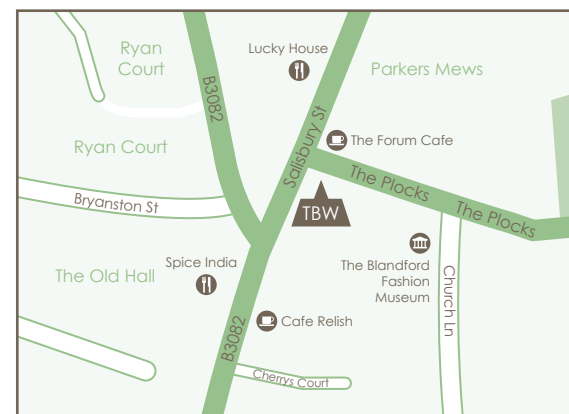 Ryan
Court
Lucky House
Parkers Mews
B3082
Salisbury St
The Forum Cafe
Ryan Court
The Plocks
The Plocks
Bryanston St
TBW
Spice India
The Old Hall
The Blandford
Fashion
Museum
Church Ln
Cafe Relish
B3082
Cherrys Court